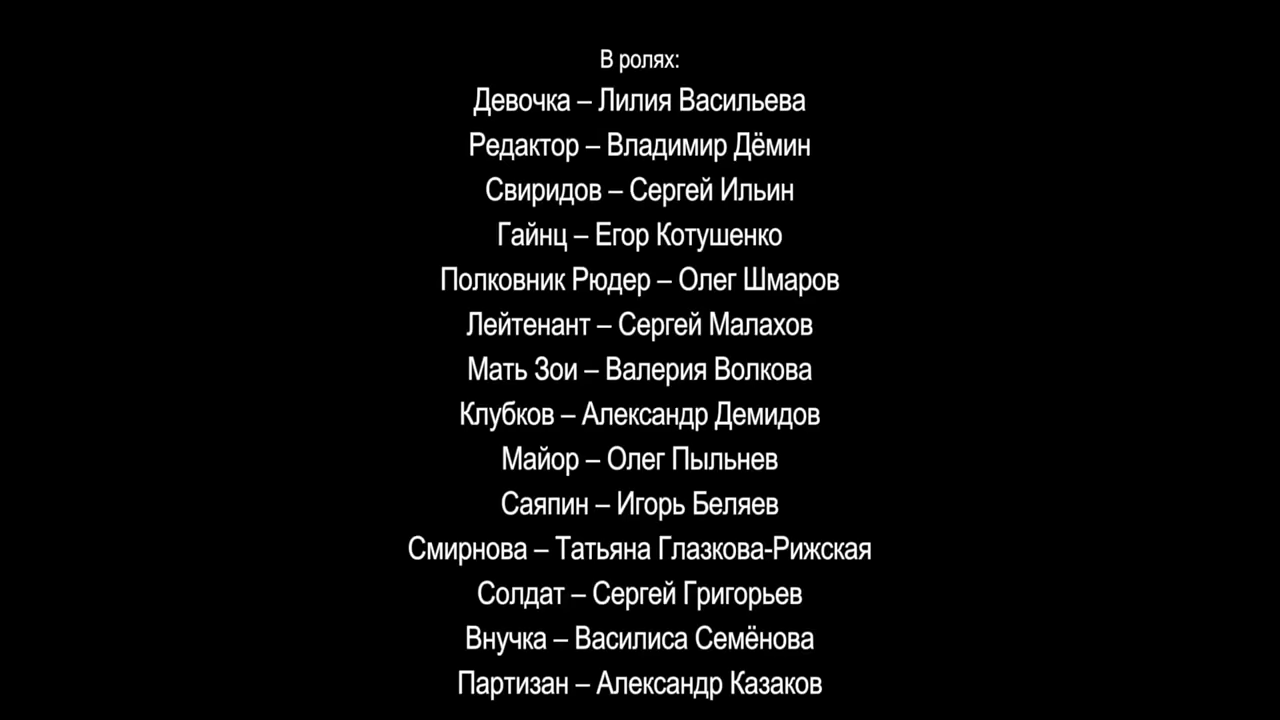 В ролях:
Девочка – Лилия Васильева
Редактор – Владимир Дёмин
Свиридов – Сергей Ильин
Гайнц – Егор Котушенко
Полковник Рюдер – Олег Шмаров
Лейтенант – Сергей Малахов
Мать Зои – Валерия Волкова
Клубков – Александр Демидов
Майор – Олег Пыльнев
Саяпин – Игорь Беляев
Смирнова – Татьяна Глазкова-Рижская
Солдат – Сергей Григорьев
Внучка – Василиса Семёнова
Партизан – Александр Казаков